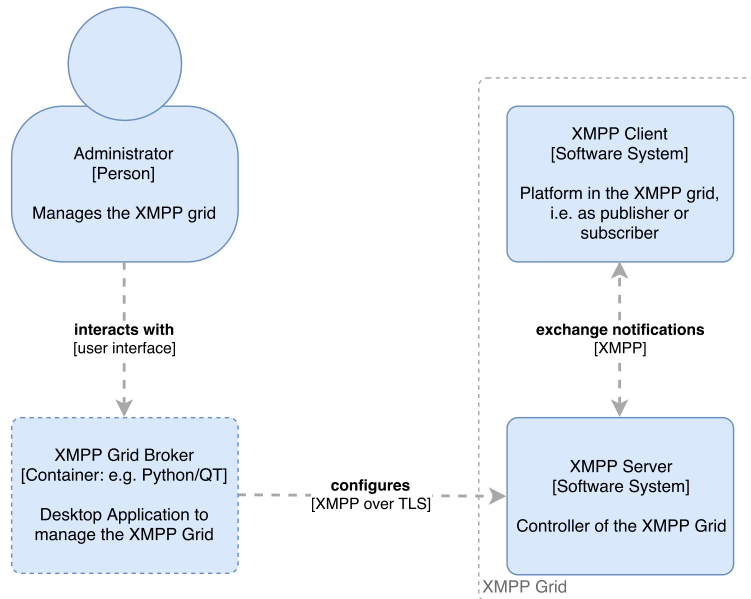 Administrator
[Person]
Manages the XMPP grid
interacts with
[user interface]
XMPP Grid Broker
[Container: e.g. Python/QT]
Desktop Application to
manage the XMPP Grid
configures
[XMPP over TLS]
XMPP Client
[Software System]
Platform in the XMPP grid,
i.e. as publisher or
subscriber
exchange notifications
[XMPP]
XMPP Server
[Software System]
Controller of the XMPP Grid
XMPP Grid